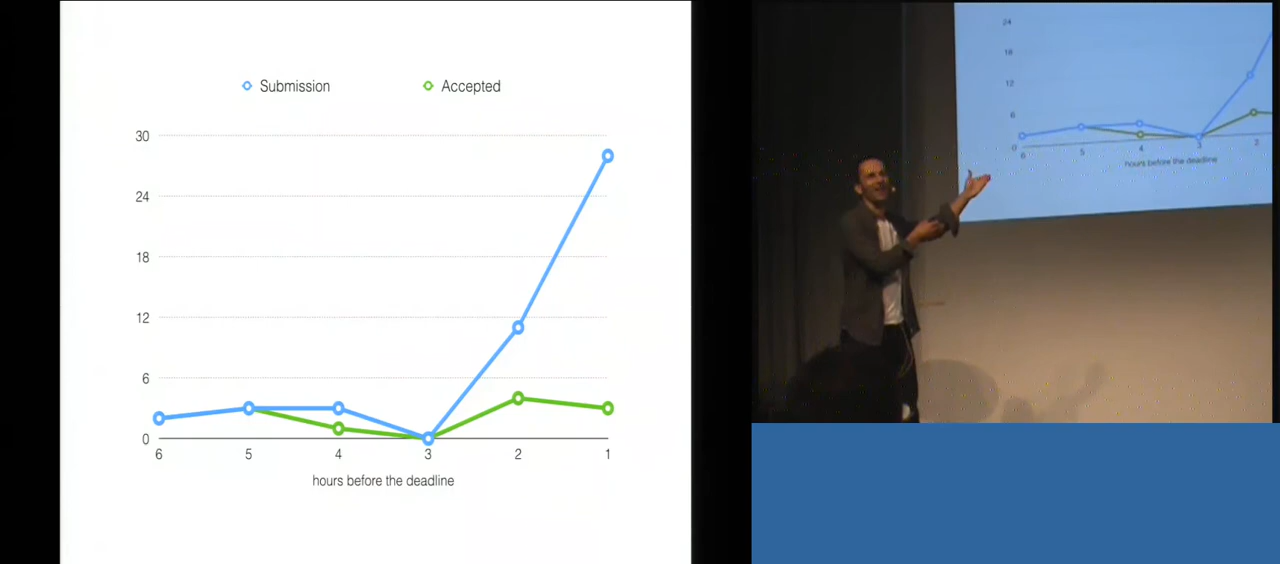 Submission Accepted
30
24
18
12
6
0
6 5 4 3 2 1
hours before the deadline
24
18
12
6
0
6 5 4 3 2
hours before the deadline